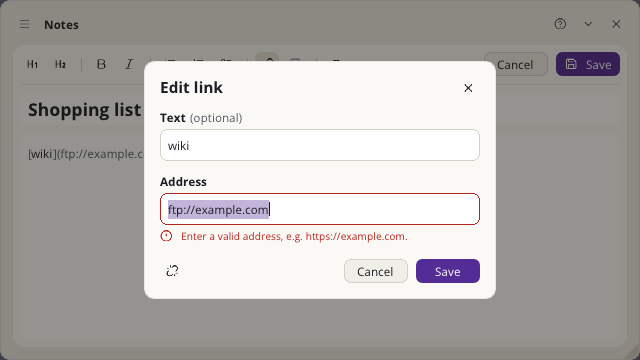 Notes
H1 H2 B I
Cancel Save
Shopping list
[wiki](ftp://example.c
Edit link
Text (optional)
wiki
Address
ftp://example.com
Enter a valid address, e.g. https://example.com.
Cancel Save